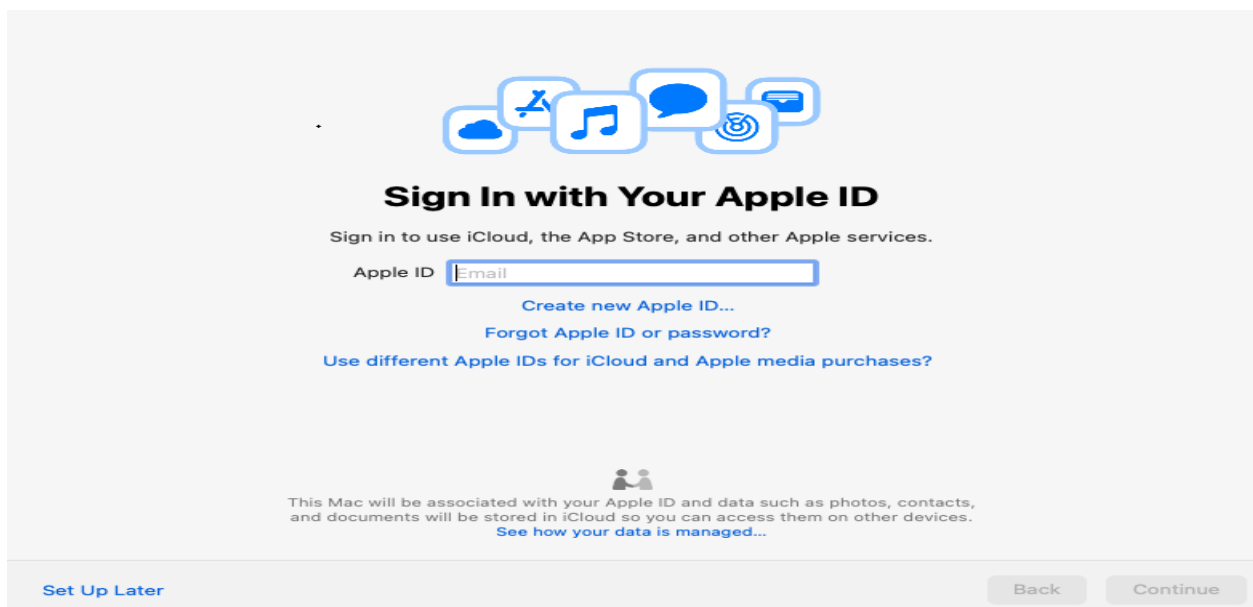 Sign In with Your Apple ID
Sign in to use iCloud, the App Store, and other Apple services.
Apple ID Email
Create new Apple ID...
Forgot Apple ID or password?
Use different Apple IDs for iCloud and Apple media purchases?
This Mac will be associated with your Apple ID and data such as photos, contacts,
and documents will be stored in iCloud so you can access them on other devices.
See how your data is managed...
Set Up Later Back Continue